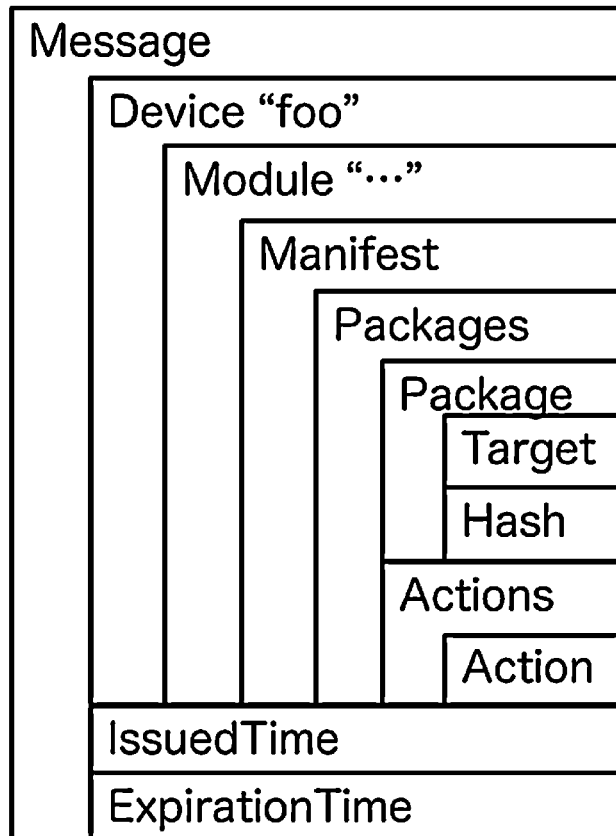 Message
Device “foo”
Module “…”
Manifest
Packages
Package
Target
Hash
Actions
Action
IssuedTime
ExpirationTime